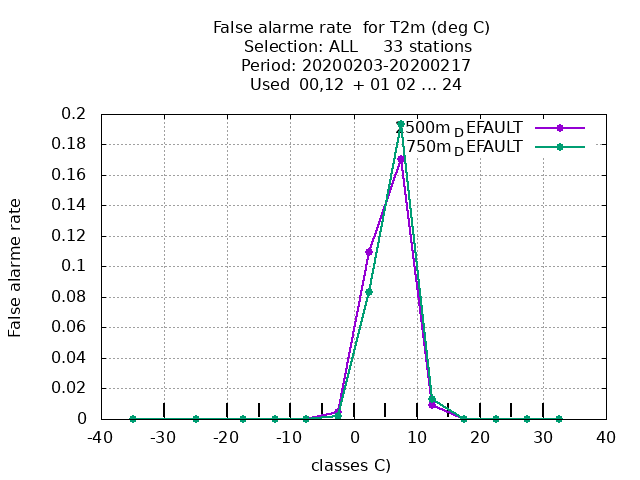 False alarme rate  for T2m (deg C)
Selection: ALL     33 stations
Period: 20200203-20200217
Used  00,12  + 01 02 ... 24
500mDEFAULT
750mDEFAULT
False alarme rate
0.2
0.18
0.16
0.14
0.12
0.1
0.08
0.06
0.04
0.02
0
-40 -30 -20 -10 0 10 20 30 40
classes C)